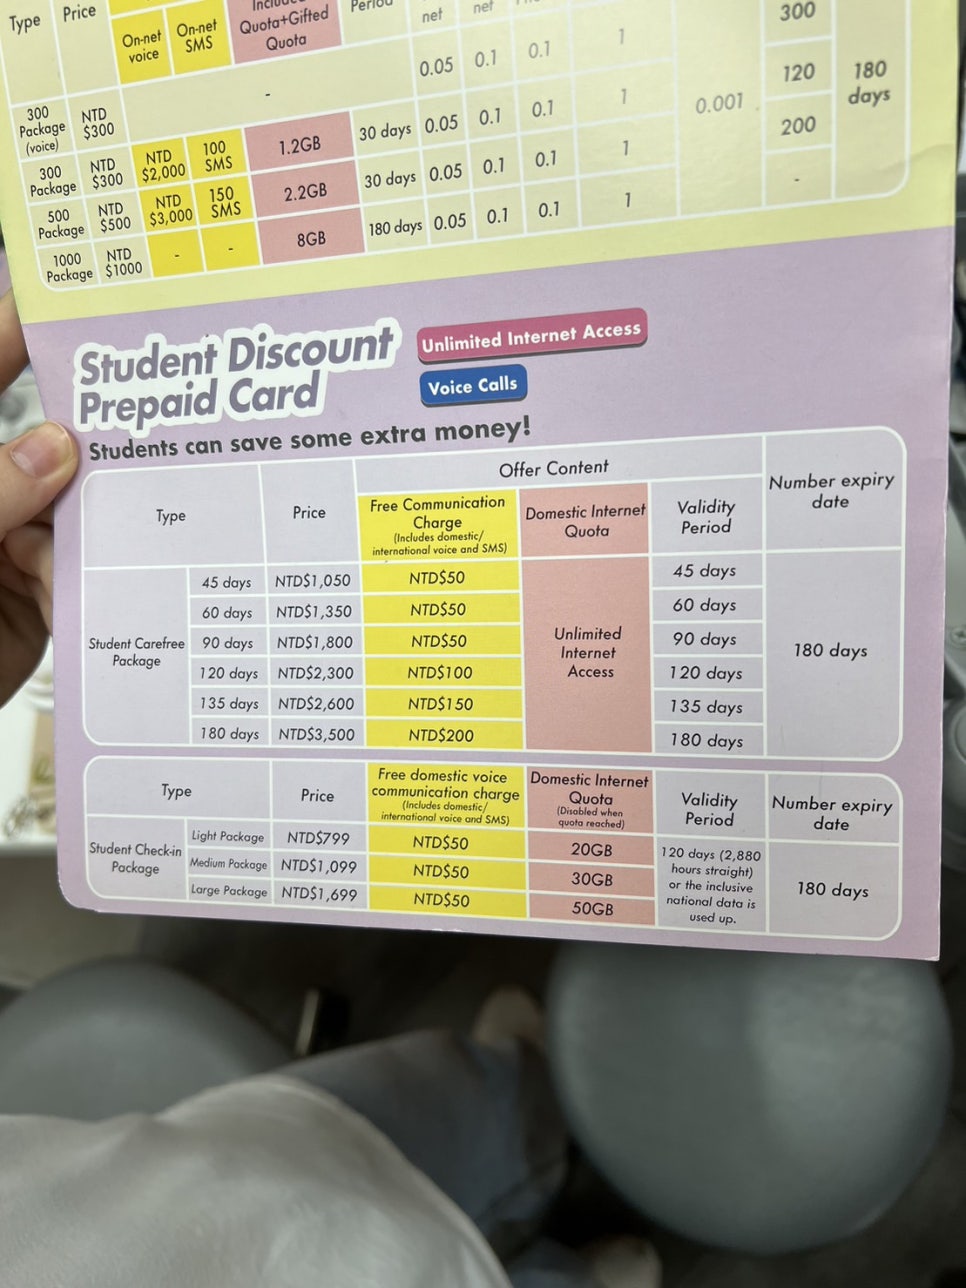 Type
Price
On-net voice
On-net SMS
Quota+Gifted Quota
Period
net
net
300 Package (voice) NTD $300 - 0.05 0.1 0.1 1 300
300 Package NTD $300 NTD $2,000 100 SMS 1.2GB 30 days 0.05 0.1 0.1 1 120
500 Package NTD $500 NTD $3,000 150 SMS 2.2GB 30 days 0.05 0.1 0.1 1 200
1000 Package NTD $1000 - - 8GB 180 days 0.05 0.1 0.1 1 -
0.001
180 days
Student Discount
Prepaid Card
Unlimited Internet Access
Voice Calls
Students can save some extra money!
Type
Price
Offer Content
Free Communication
Charge
(Includes domestic/
international voice and SMS)
Domestic Internet
Quota
Validity
Period
Number expiry
date
Student Carefree
Package
45 days NTD$1,050 NTD$50 45 days
60 days NTD$1,350 NTD$50 60 days
90 days NTD$1,800 NTD$50 90 days
120 days NTD$2,300 NTD$100 120 days
135 days NTD$2,600 NTD$150 135 days
180 days NTD$3,500 NTD$200 180 days
Unlimited
Internet
Access
180 days
Type
Price
Free domestic voice
communication charge
(Includes domestic/
international voice and SMS)
Domestic Internet
Quota
(Disabled when
quota reached)
Validity
Period
Number expiry
date
Student Check-in
Package
Light Package NTD$799 NTD$50 20GB
Medium Package NTD$1,099 NTD$50 30GB
Large Package NTD$1,699 NTD$50 50GB
120 days (2,880
hours straight)
or the inclusive
national data is
used up.
180 days